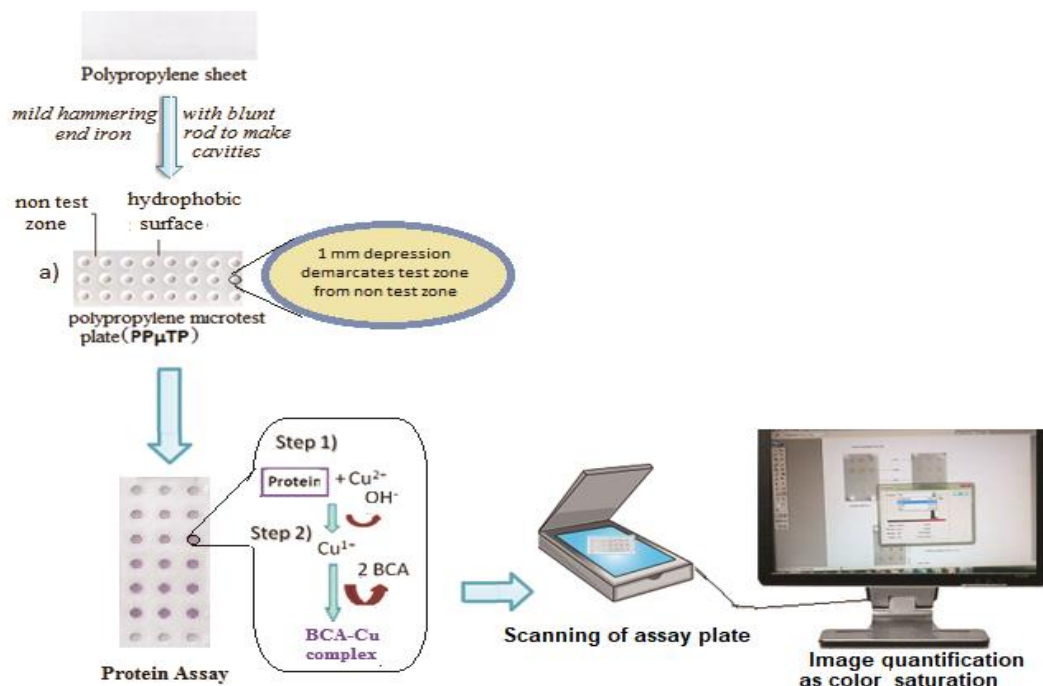 Polypropylene sheet
mild hammering with blunt
end iron rod to make
cavities
non test
zone
hydrophobic
surface
a)
1 mm depression
demarcates test zone
from non test zone
polypropylene microtest
plate(PPµTP)
Step 1)
Protein +Cu²⁺
OH⁻
Step 2)
Cu¹⁺
2 BCA
BCA-Cu
complex
Protein Assay
Scanning of assay plate
Image quantification
as color saturation